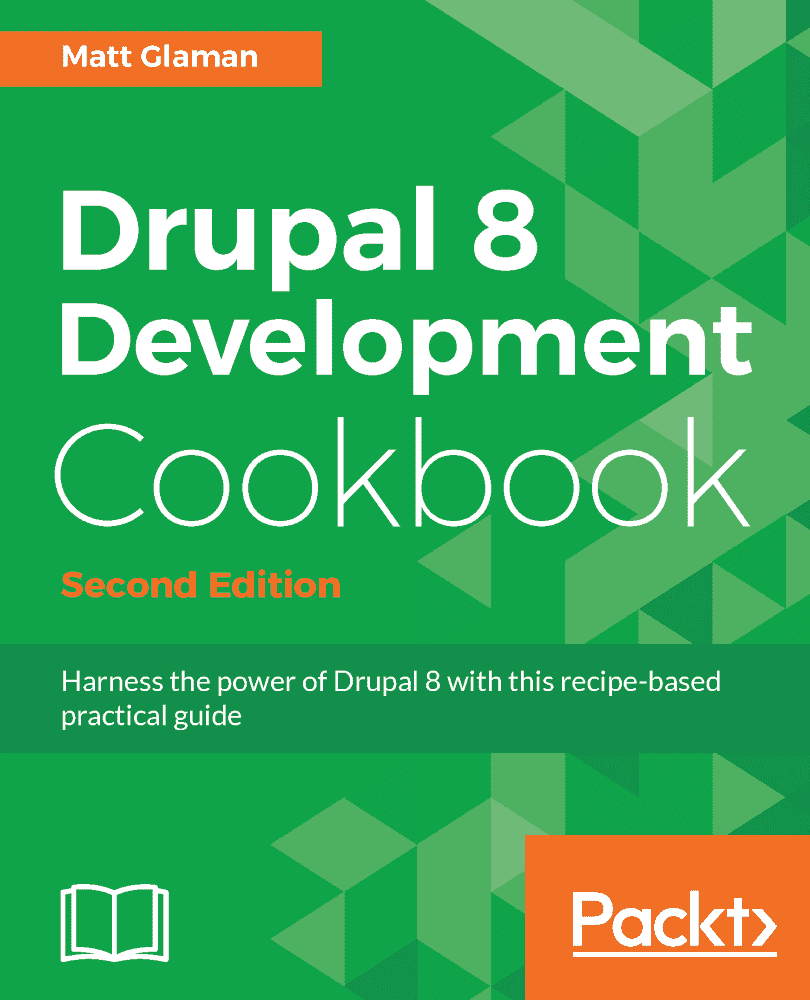 Matt Glaman
Drupal 8
Development
Cookbook
Second Edition
Harness the power of Drupal 8 with this recipe-based
practical guide
Packt>